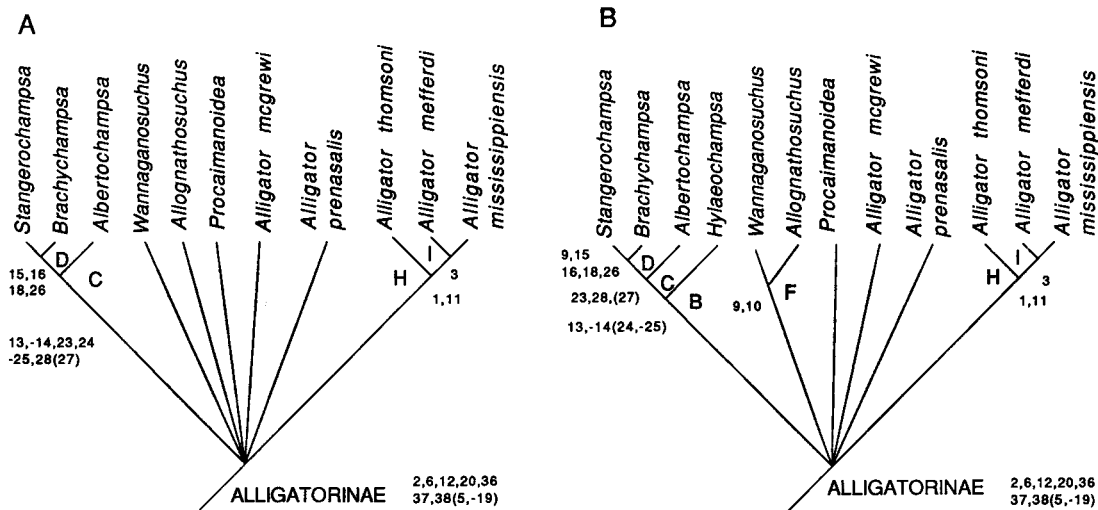 A
Stangerochampsa
Brachychampsa
Albertochampsa
Wannaganosuchus
Allognathosuchus
Procaimanoidea
Alligator mcgrewi
Alligator
prenasalis
Alligator thomsoni
Alligator mefferdi
Alligator
mississippiensis
D
C
I
H
15,16
18,26
3
1,11
13,-14,23,24
-25,28(27)
ALLIGATORINAE
2,6,12,20,36
37,38(5,-19)
B
Stangerochampsa
Brachychampsa
Albertochampsa
Hylaeochampsa
Wannaganosuchus
Allognathosuchus
Procaimanoidea
Alligator mcgrewi
Alligator
prenasalis
Alligator thomsoni
Alligator mefferdi
Alligator
mississippiensis
9,15
16,18,26
D
C
B
F
I
H
3
1,11
23,28,(27)
9,10
13,-14(24,-25)
ALLIGATORINAE
2,6,12,20,36
37,38(5,-19)